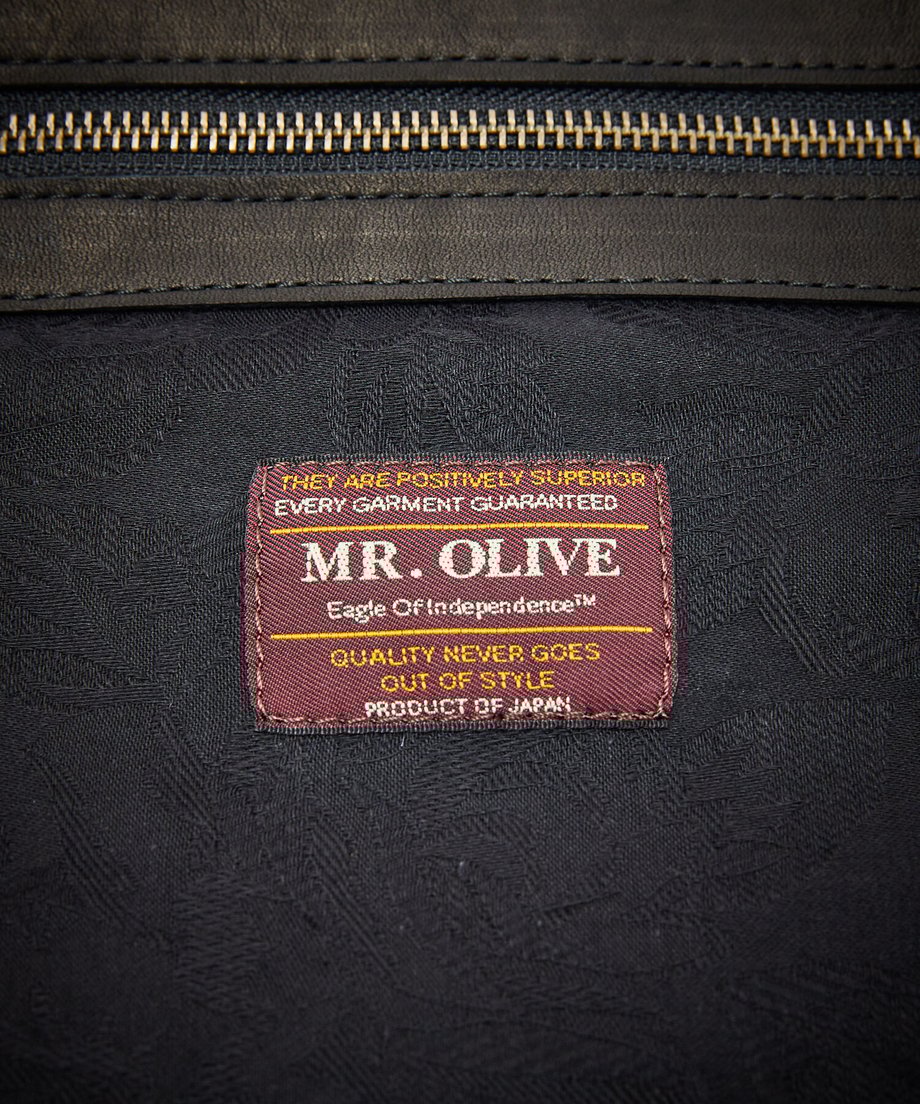 THEY ARE POSITIVELY SUPERIOR
EVERY GARMENT GUARANTEED
MR. OLIVE
Eagle Of Independence™
QUALITY NEVER GOES
OUT OF STYLE
PRODUCT OF JAPAN